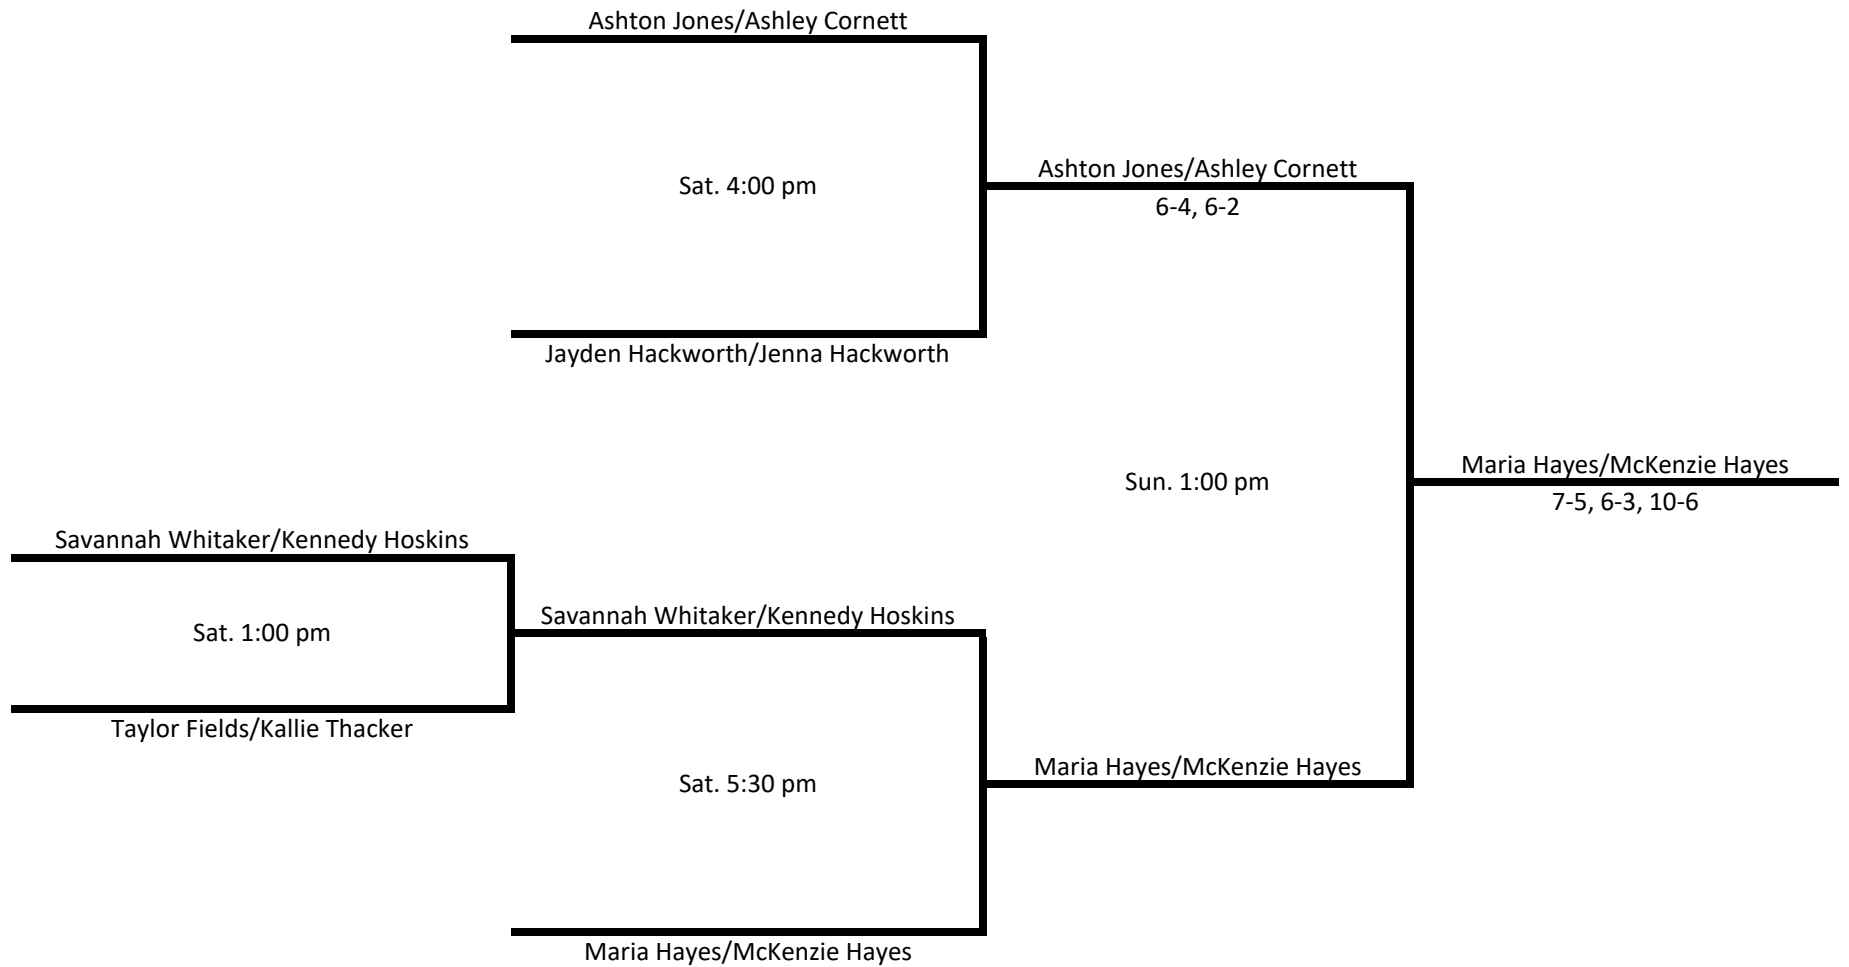 Ashton Jones/Ashley Cornett
Sat. 4:00 pm
Ashton Jones/Ashley Cornett
6-4, 6-2
Jayden Hackworth/Jenna Hackworth
Sun. 1:00 pm
Maria Hayes/McKenzie Hayes
7-5, 6-3, 10-6
Savannah Whitaker/Kennedy Hoskins
Sat. 1:00 pm
Savannah Whitaker/Kennedy Hoskins
Taylor Fields/Kallie Thacker
Sat. 5:30 pm
Maria Hayes/McKenzie Hayes
Maria Hayes/McKenzie Hayes